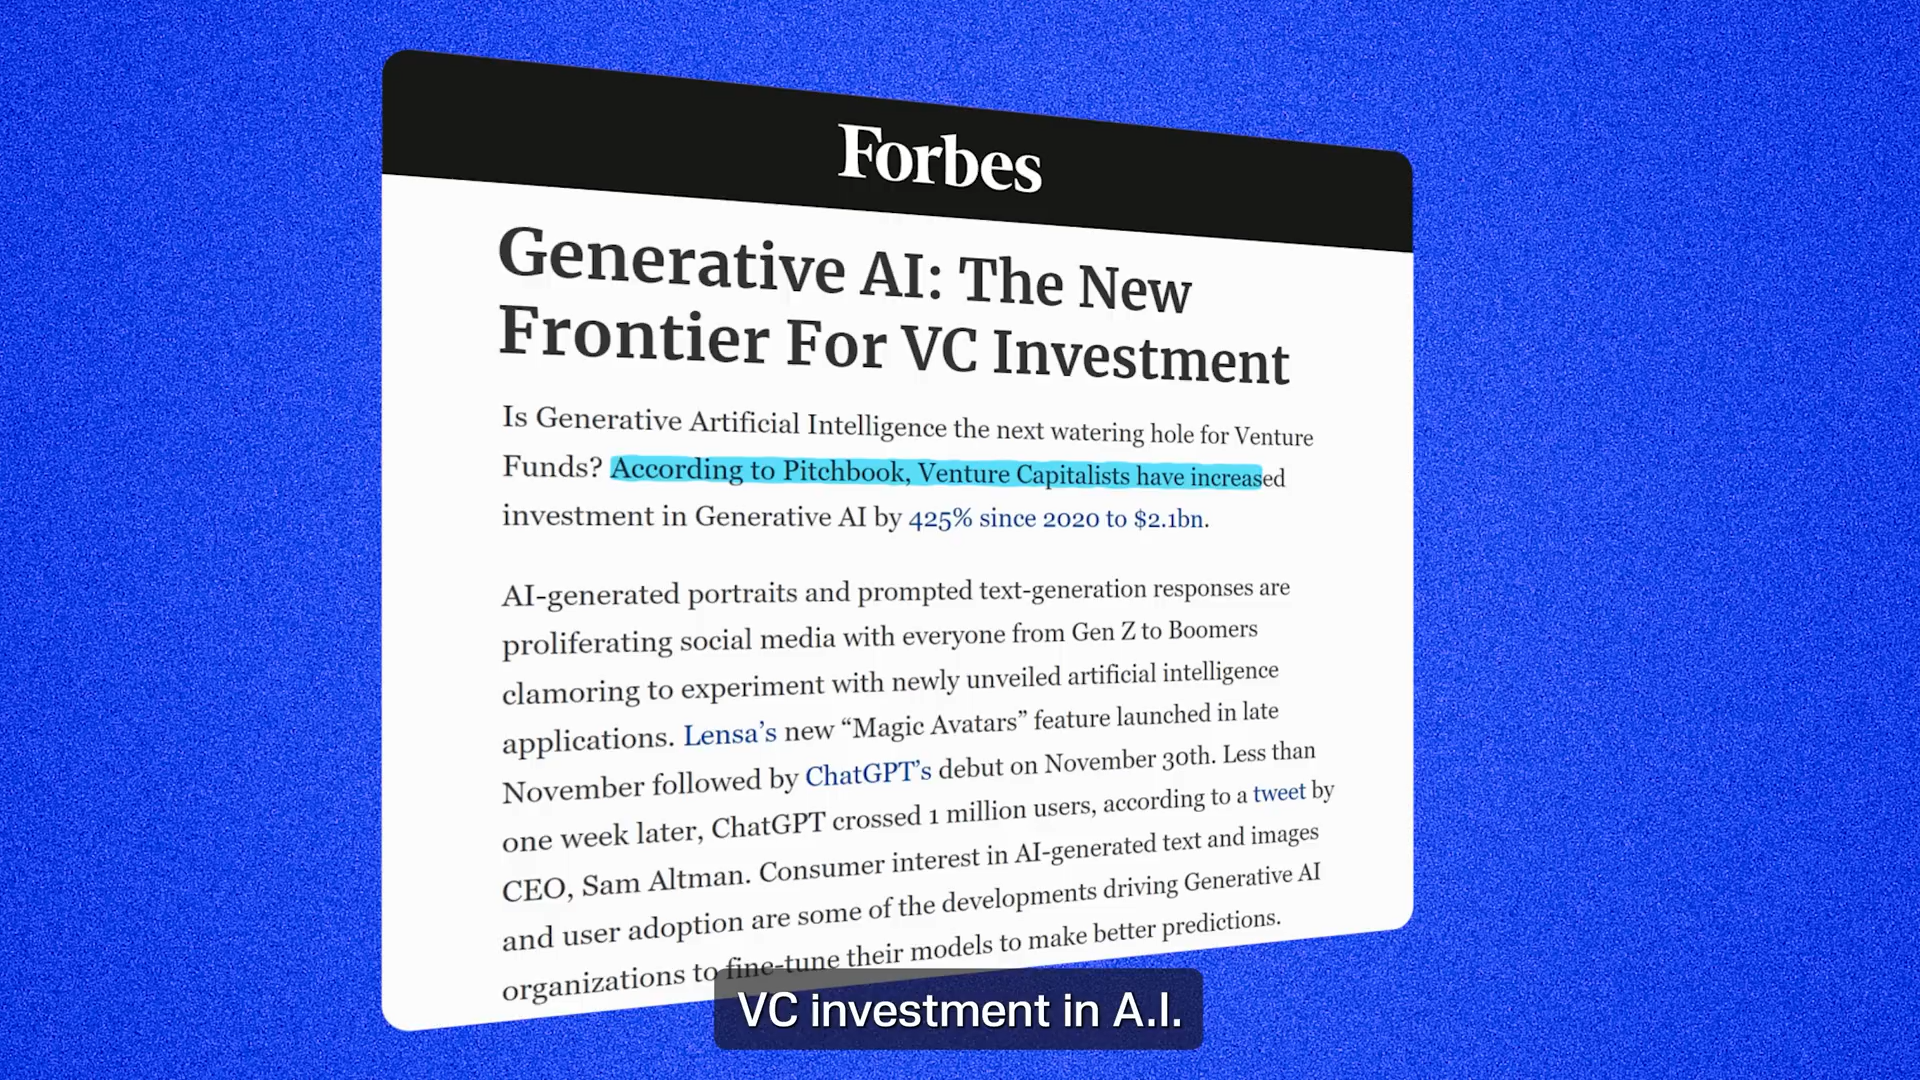 Forbes
Generative AI: The New
Frontier For VC Investment
Is Generative Artificial Intelligence the next watering hole for Venture
Funds? According to Pitchbook, Venture Capitalists have increased
investment in Generative AI by 425% since 2020 to $2.1bn.
AI-generated portraits and prompted text-generation responses are
proliferating social media with everyone from Gen Z to Boomers
clamoring to experiment with newly unveiled artificial intelligence
applications. Lensa’s new “Magic Avatars” feature launched in late
November followed by ChatGPT’s debut on November 30th. Less than
one week later, ChatGPT crossed 1 million users, according to a tweet by
CEO, Sam Altman. Consumer interest in AI-generated text and images
and user adoption are some of the developments driving Generative AI
organizations to fine-tune their models to make better predictions.
VC investment in A.I.